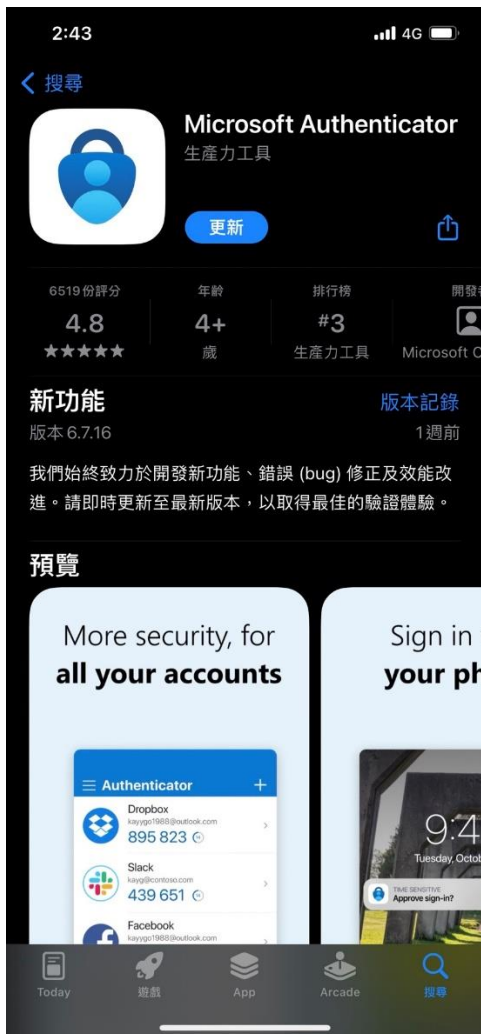 2:43
4G
搜尋
Microsoft Authenticator
生產力工具
更新
6519 份評分
年齡
排行榜
4.8
4+
#3
★★★★★
歲
生產力工具
Microsoft
新功能
版本記錄
版本 6.7.16
1 週前
我們始終致力於開發新功能、錯誤 (bug) 修正及效能改
進。請即時更新至最新版本，以取得最佳的驗證體驗。
預覽
More security, for
all your accounts
Authenticator
Dropbox
kaygo1988@outlook.com
895 823
Slack
kayg@contoso.com
439 651
Facebook
kaygo1988@outlook.com
Sign in
your
9:4
Tuesday,
TIME SENSITIVE
Approve sign-in?
Today
遊戲
App
Arcade
搜尋